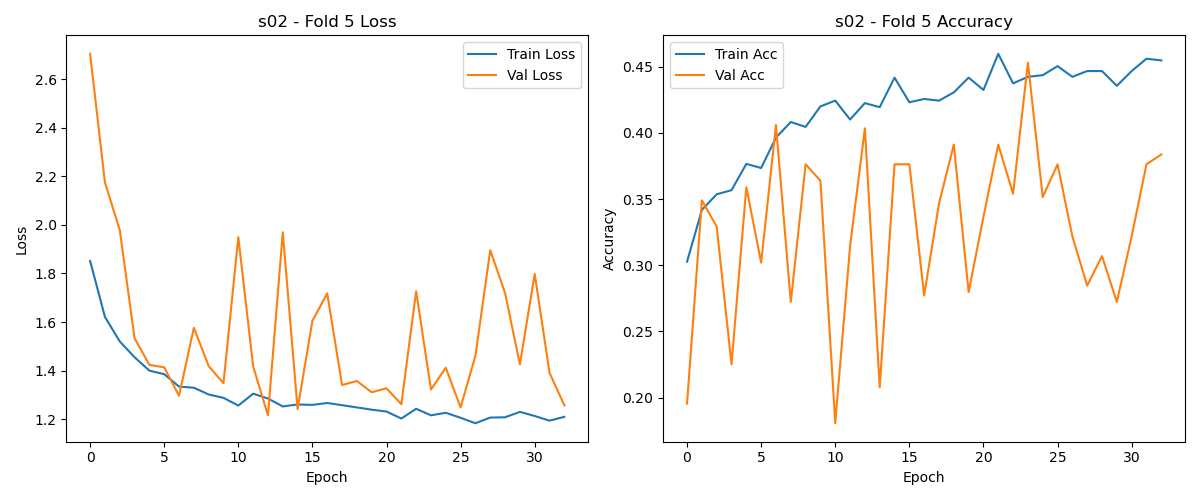 s02 - Fold 5 Loss
Train Loss
Val Loss
2.6
2.4
2.2
2.0
1.8
1.6
1.4
1.2
Loss
0 5 10 15 20 25 30
Epoch
s02 - Fold 5 Accuracy
Train Acc
Val Acc
0.45
0.40
0.35
0.30
0.25
0.20
Accuracy
0 5 10 15 20 25 30
Epoch